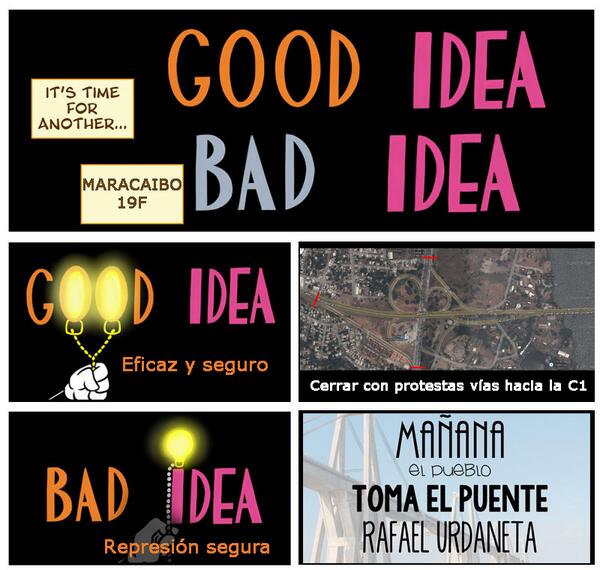 GOOD IDEA
IT'S TIME
FOR
ANOTHER...
BAD IDEA
MARACAIBO
19F
GOOD IDEA
Eficaz y seguro
Cerrar con protestas vías hacia la C1
BAD IDEA
Represión segura
MAÑANA
el pueblo
TOMA EL PUENTE
RAFAEL URDANETA